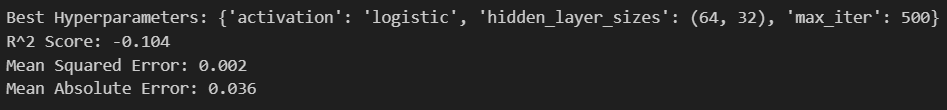 Best Hyperparameters: {'activation': 'logistic', 'hidden_layer_sizes': (64, 32), 'max_iter': 500}
R^2 Score: -0.104
Mean Squared Error: 0.002
Mean Absolute Error: 0.036